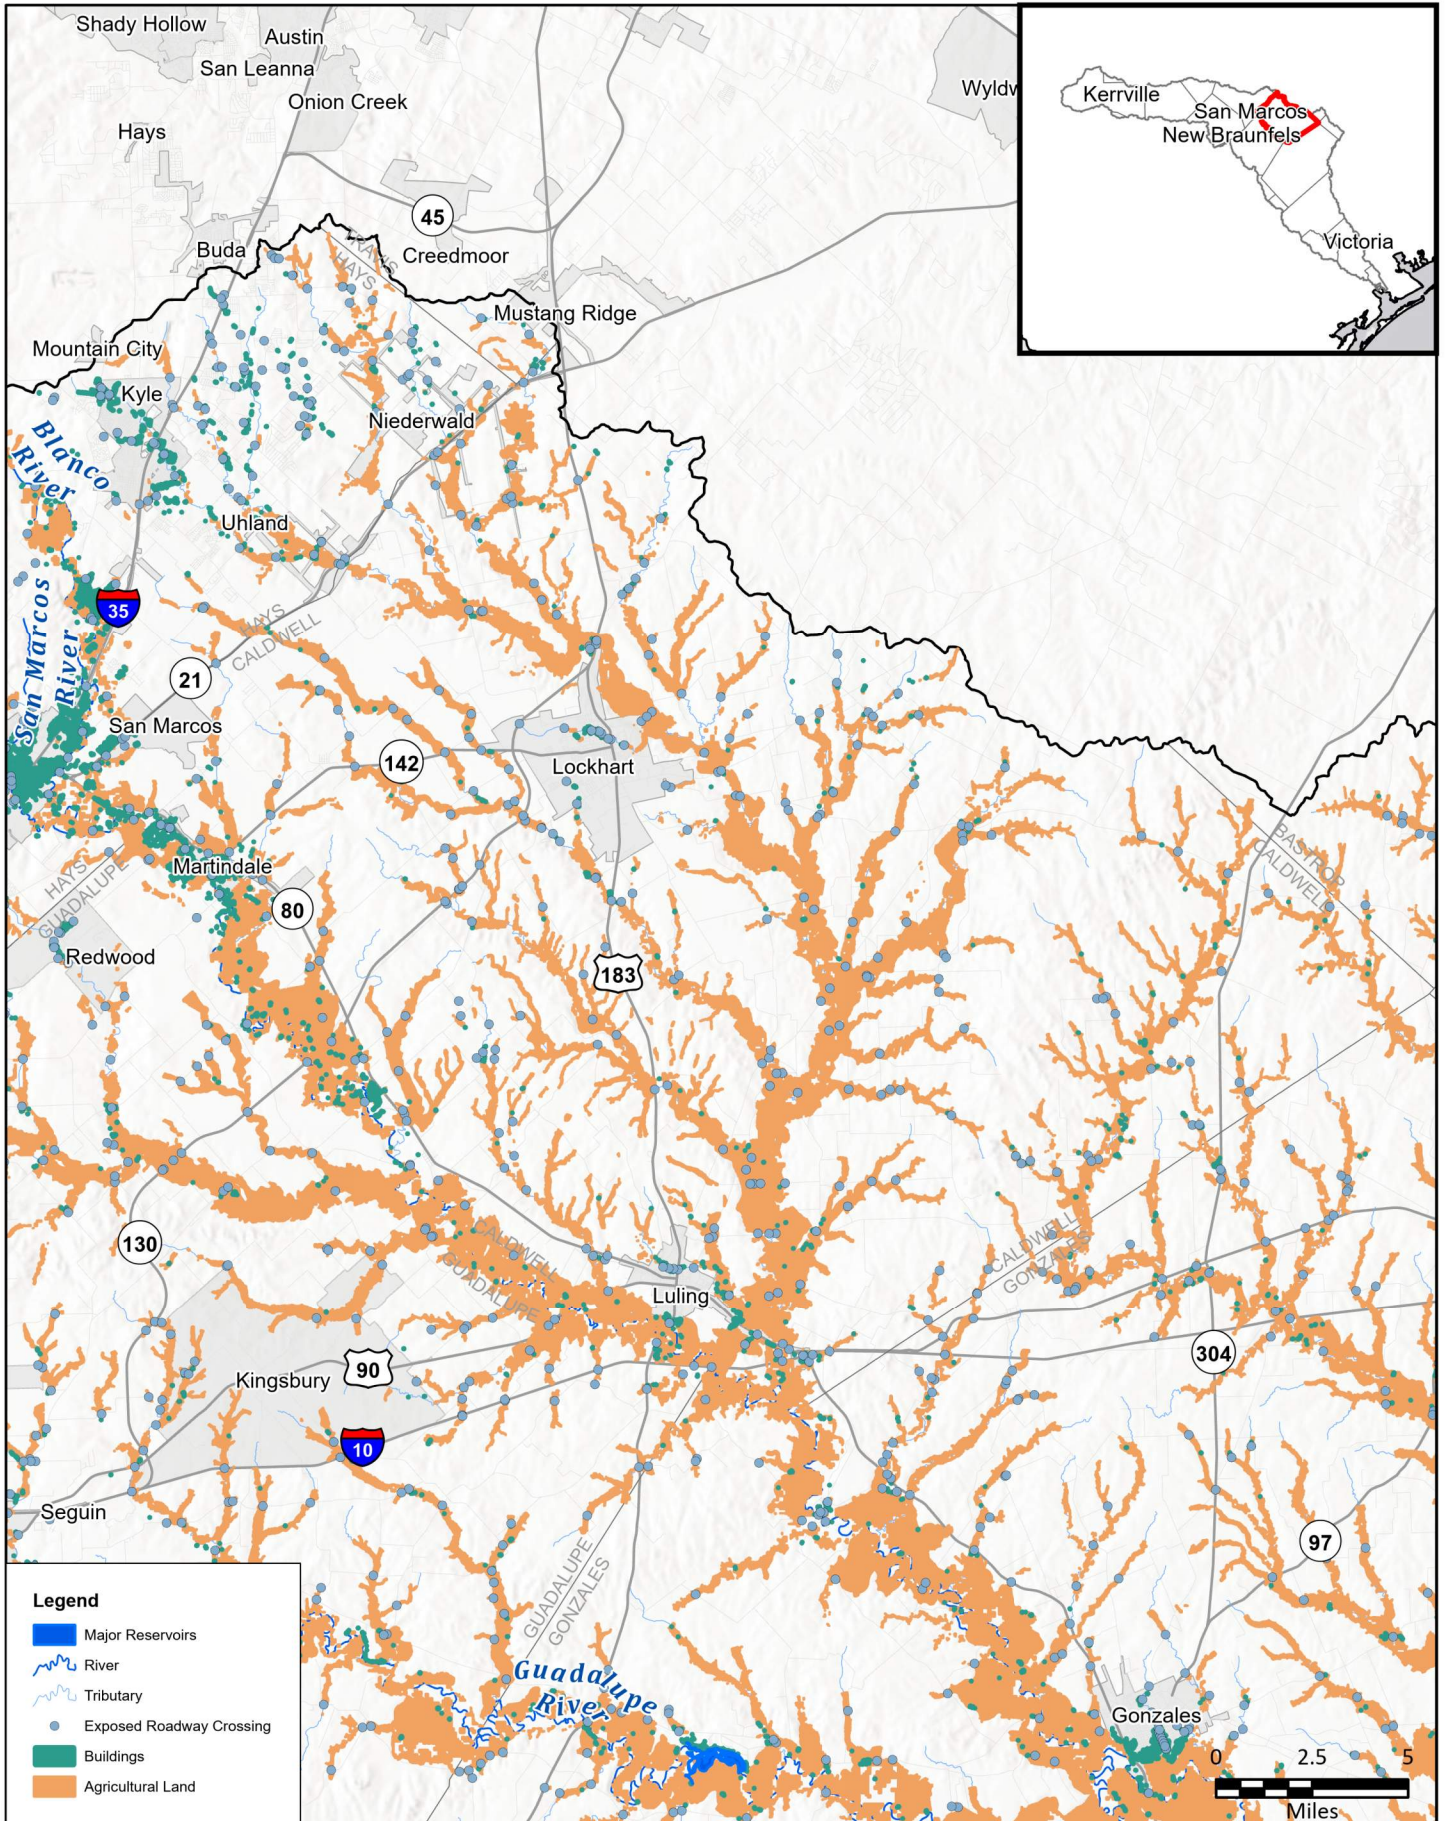 Shady Hollow
Austin
San Leanna
Onion Creek
Wyldw
Hays
Kerrville
San Marcos
New Braunfels
Victoria
45
Buda
TRAVIS
HAYS
Creedmoor
Mustang Ridge
Mountain City
Kyle
Niederwald
Blanco
River
Uhland
35
San Marcos
River
HAYS
CALDWELL
21
San Marcos
142
Lockhart
BASTROP
CALDWELL
HAYS
GUADALUPE
Martindale
80
Redwood
183
130
CALDWELL
GUADALUPE
CALDWELL
GONZALES
Luling
304
90
Kingsbury
10
Seguin
97
GUADALUPE
GONZALES
Guadalupe
River
Gonzales
Legend
Major Reservoirs
River
Tributary
Exposed Roadway Crossing
Buildings
Agricultural Land
0 2.5 5
Miles